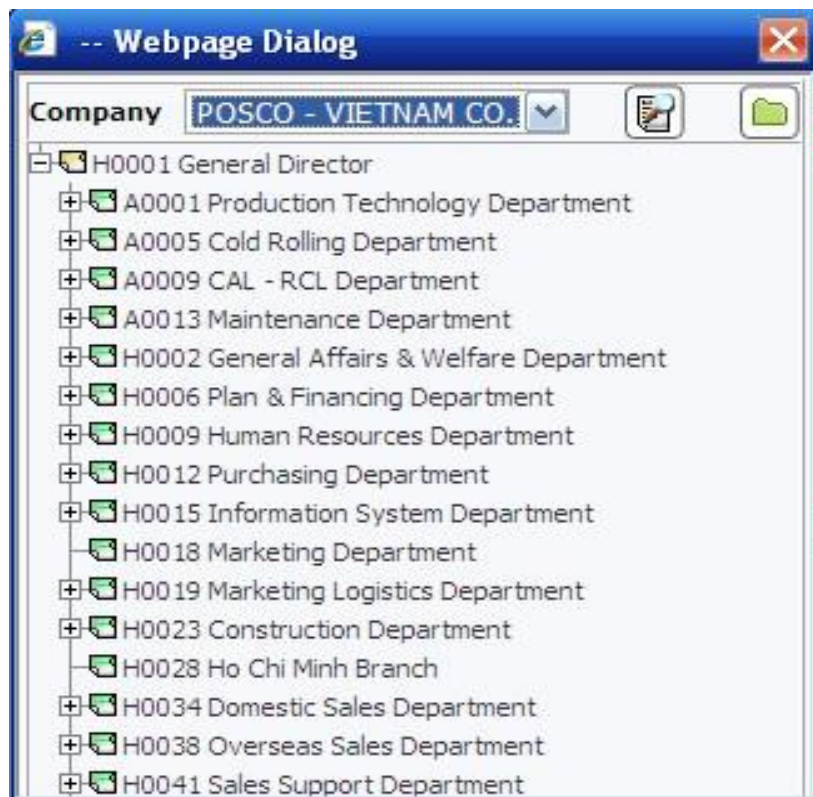 -- Webpage Dialog
Company POSCO - VIETNAM CO.
H0001 General Director
A0001 Production Technology Department
A0005 Cold Rolling Department
A0009 CAL - RCL Department
A0013 Maintenance Department
H0002 General Affairs & Welfare Department
H0006 Plan & Financing Department
H0009 Human Resources Department
H0012 Purchasing Department
H0015 Information System Department
H0018 Marketing Department
H0019 Marketing Logistics Department
H0023 Construction Department
H0028 Ho Chi Minh Branch
H0034 Domestic Sales Department
H0038 Overseas Sales Department
H0041 Sales Support Department